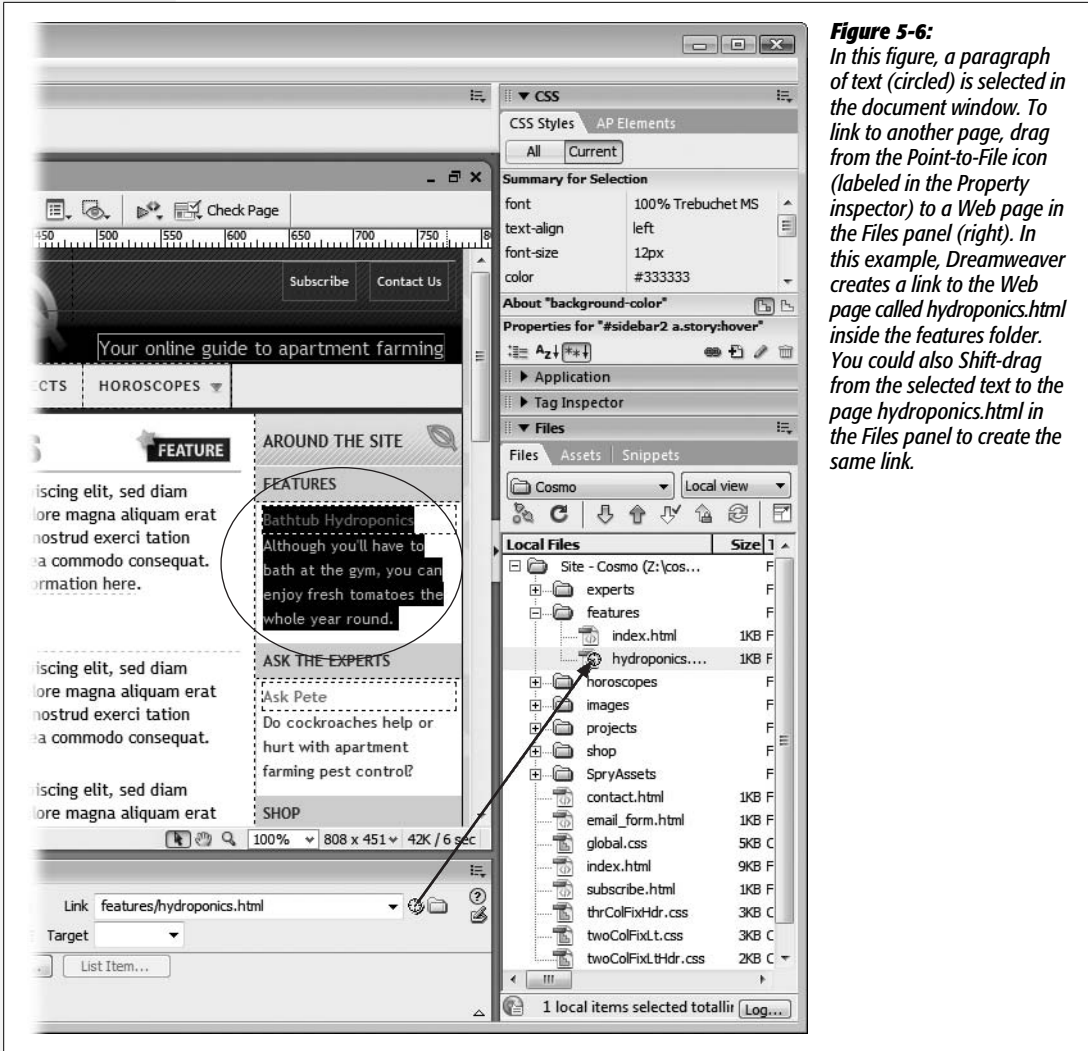 CSS
CSS Styles AP Elements
All Current
Summary for Selection
font 100% Trebuchet MS
text-align left
font-size 12px
color #333333
About "background-color"
Properties for "#sidebar2 a.story:hover"
Application
Tag Inspector
Files
Files Assets Snippets
Cosmo Local view
Local Files Size T
Site - Cosmo (Z:\cos... F
experts F
features F
index.html 1KB F
hydroponics.... 1KB F
horoscopes F
images F
projects F
shop F
SpryAssets F
contact.html 1KB F
email_form.html 1KB F
global.css 5KB C
index.html 9KB F
subscribe.html 1KB F
thrColFixHdr.css 3KB C
twoColFixLt.css 3KB C
twoColFixLtHdr.css 2KB C
1 local items selected totallir Log...
Check Page
450 500 550 600 650 700 750 8
Subscribe Contact Us
Your online guide to apartment farming
ECTS HOROSCOPES
FEATURE
iscing elit, sed diam
lore magna aliquam erat
nostrud exerci tation
ea commodo consequat.
ormation here.
iscing elit, sed diam
lore magna aliquam erat
nostrud exerci tation
ea commodo consequat.
iscing elit, sed diam
lore magna aliquam erat
AROUND THE SITE
FEATURES
Bathtub Hydroponics
Although you'll have to
bath at the gym, you can
enjoy fresh tomatoes the
whole year round.
ASK THE EXPERTS
Ask Pete
Do cockroaches help or
hurt with apartment
farming pest control?
SHOP
100% 808 x 451 42K / 6 sec
Link features/hydroponics.html
Target
List Item...
Figure 5-6:
In this figure, a paragraph
of text (circled) is selected in
the document window. To
link to another page, drag
from the Point-to-File icon
(labeled in the Property
inspector) to a Web page in
the Files panel (right). In
this example, Dreamweaver
creates a link to the Web
page called hydroponics.html
inside the features folder.
You could also Shift-drag
from the selected text to the
page hydroponics.html in
the Files panel to create the
same link.